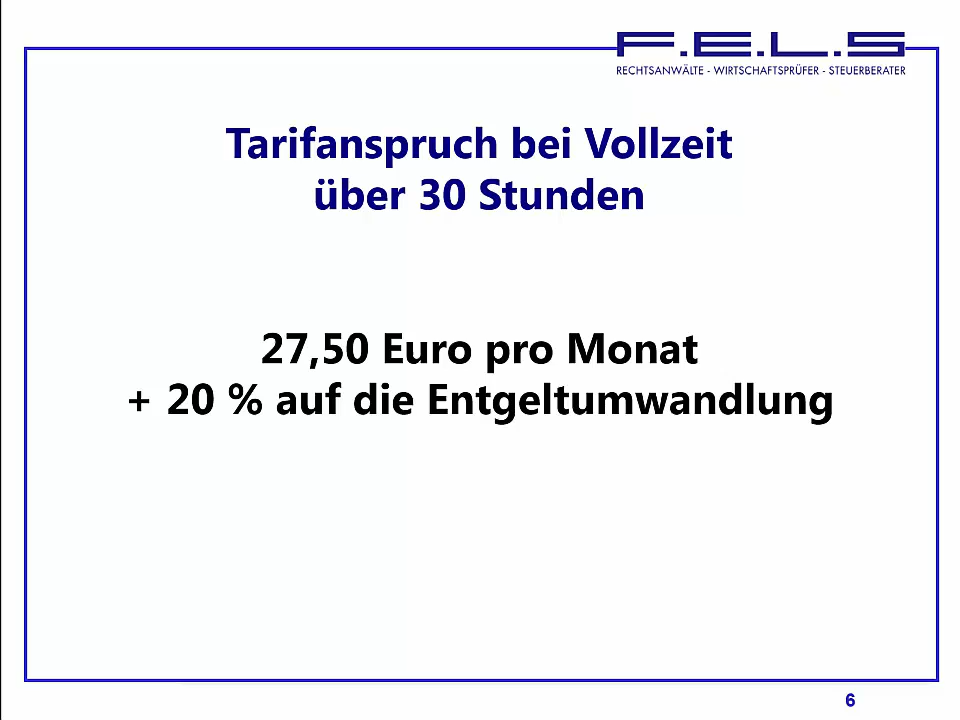 F.E.L.S
RECHTSANWÄLTE - WIRTSCHAFTSPRÜFER - STEUERBERATER
Tarifanspruch bei Vollzeit
über 30 Stunden
27,50 Euro pro Monat
+ 20 % auf die Entgeltumwandlung
6